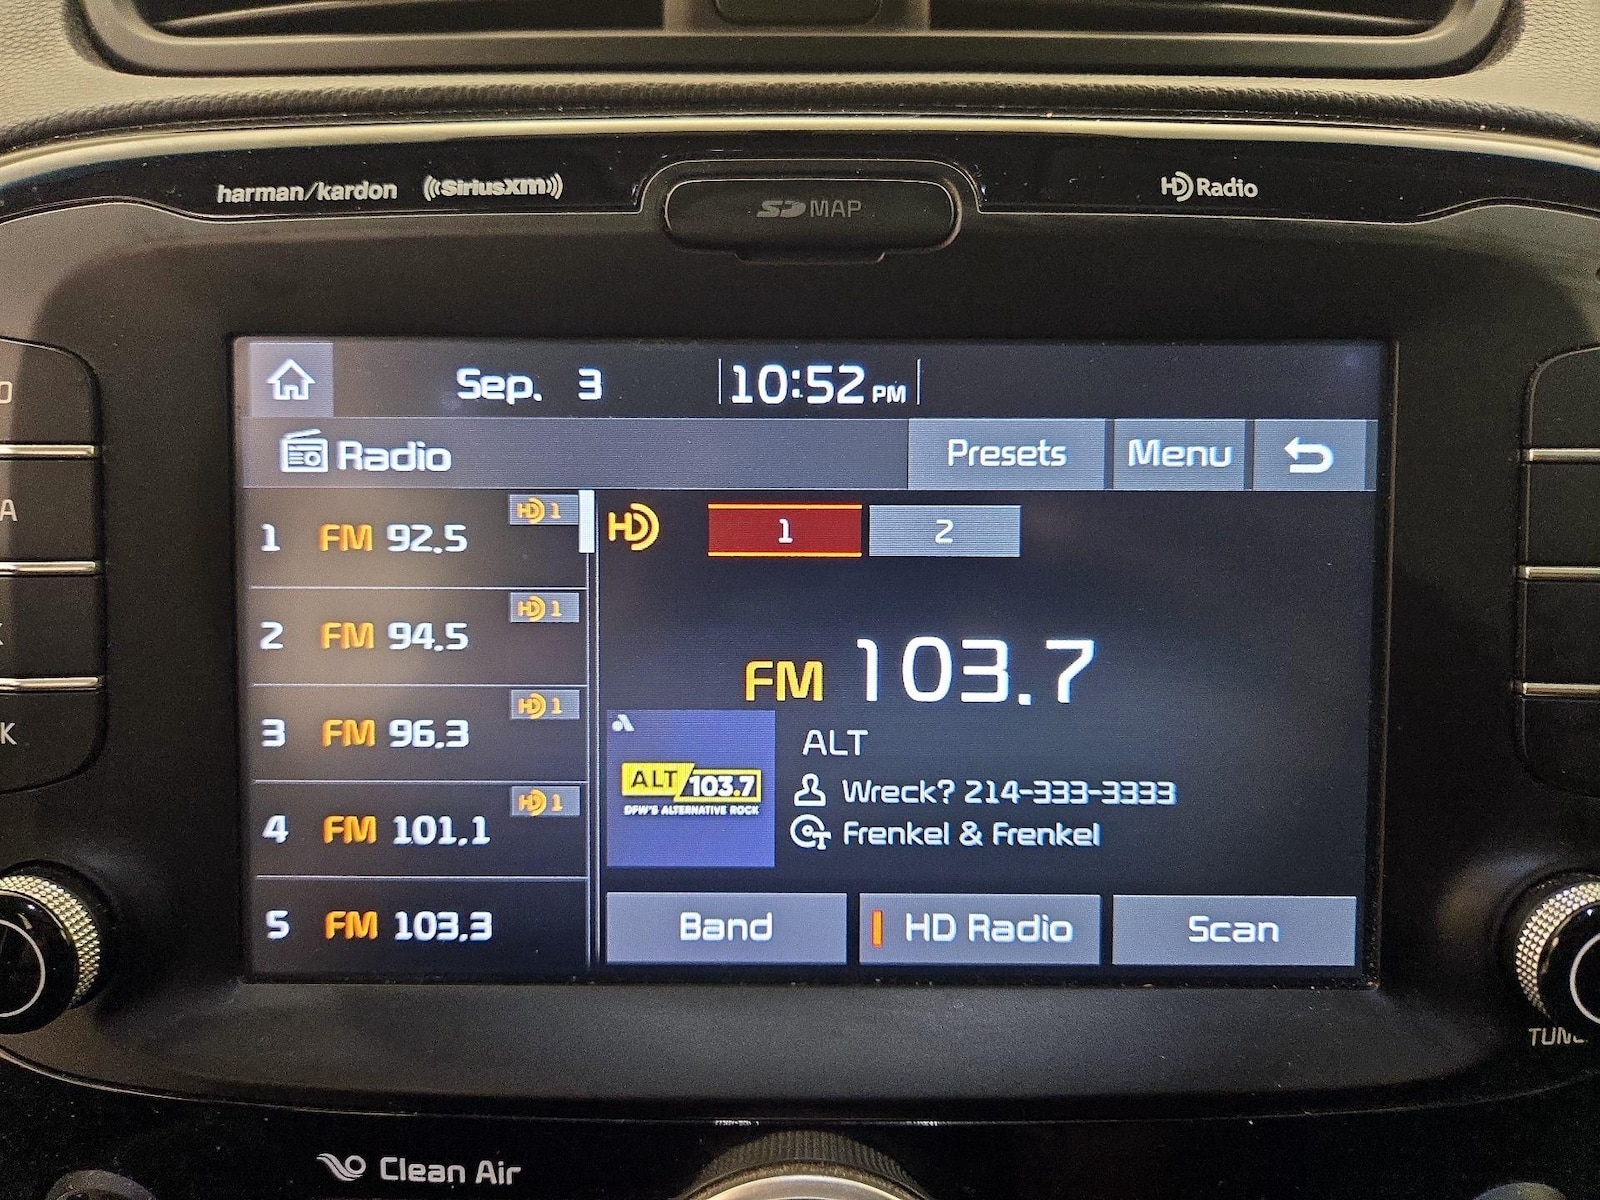 harman/kardon
((SiriusXM))
SD MAP
HD Radio
Sep. 3
10:52 PM
Radio
Presets
Menu
1 FM 92.5 HD 1
2 FM 94.5 HD 1
3 FM 96.3 HD 1
4 FM 101.1 HD 1
5 FM 103.3
HD 1 2
FM 103.7
ALT
ALT 103.7
DFW'S ALTERNATIVE ROCK
Wreck? 214-333-3333
Frenkel & Frenkel
Band
HD Radio
Scan
Clean Air